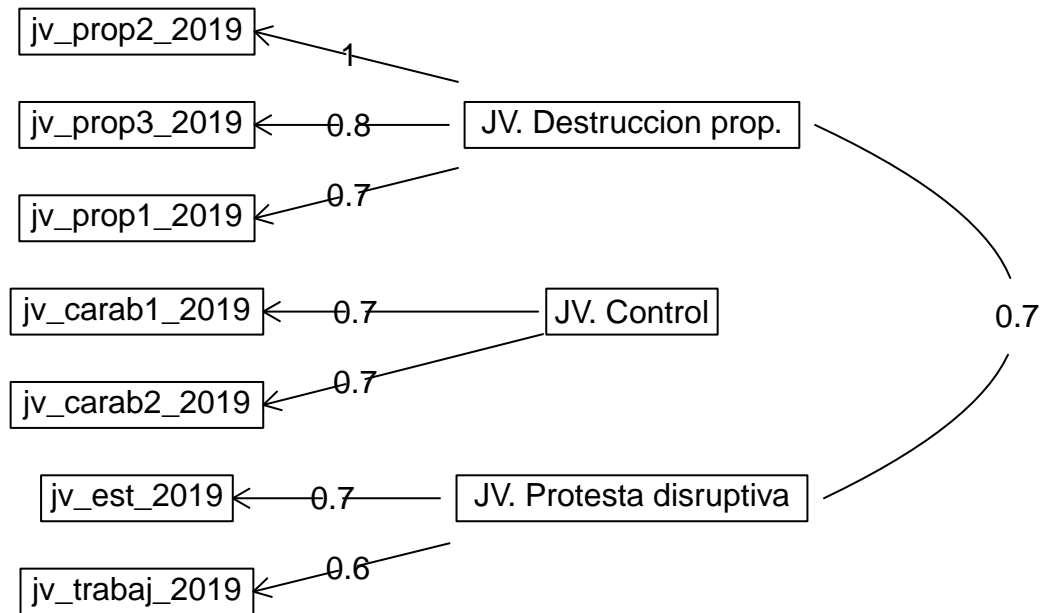 jv_prop2_2019
1
jv_prop3_2019
0.8
JV. Destruccion prop.
jv_prop1_2019
0.7
jv_carab1_2019
0.7
JV. Control
0.7
jv_carab2_2019
0.7
jv_est_2019
0.7
JV. Protesta disruptiva
jv_trabaj_2019
0.6